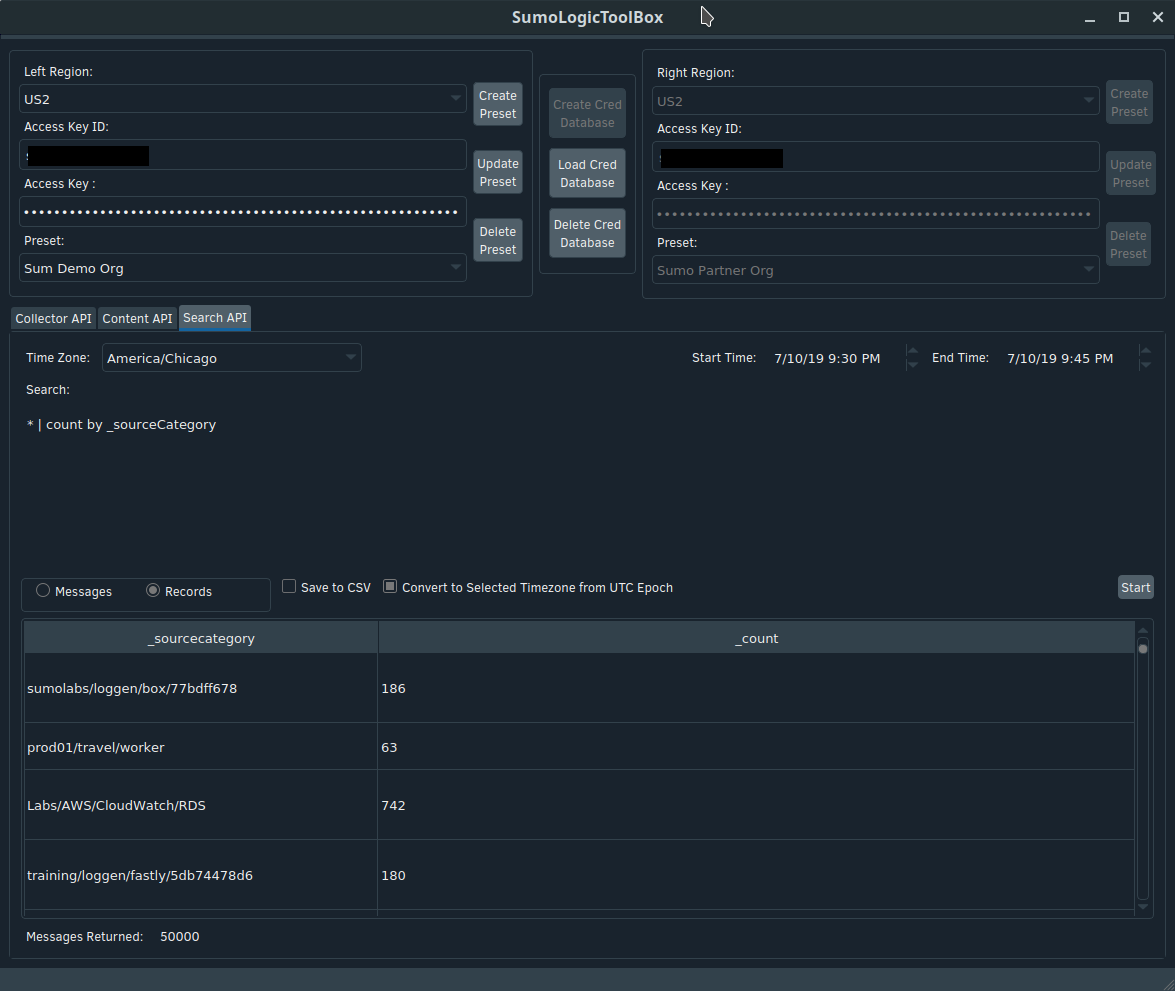 SumoLogicToolBox
Left Region:
US2
Access Key ID:
Access Key :
Preset:
Sum Demo Org
Create
Preset
Update
Preset
Delete
Preset
Create Cred
Database
Load Cred
Database
Delete Cred
Database
Right Region:
US2
Access Key ID:
Access Key :
Preset:
Sumo Partner Org
Create
Preset
Update
Preset
Delete
Preset
Collector API Content API Search API
Time Zone: America/Chicago Start Time: 7/10/19 9:30 PM End Time: 7/10/19 9:45 PM
Search:
* | count by _sourceCategory
Messages Records Save to CSV Convert to Selected Timezone from UTC Epoch Start
_sourcecategory _count
sumolabs/loggen/box/77bdff678 186
prod01/travel/worker 63
Labs/AWS/CloudWatch/RDS 742
training/loggen/fastly/5db74478d6 180
Messages Returned: 50000